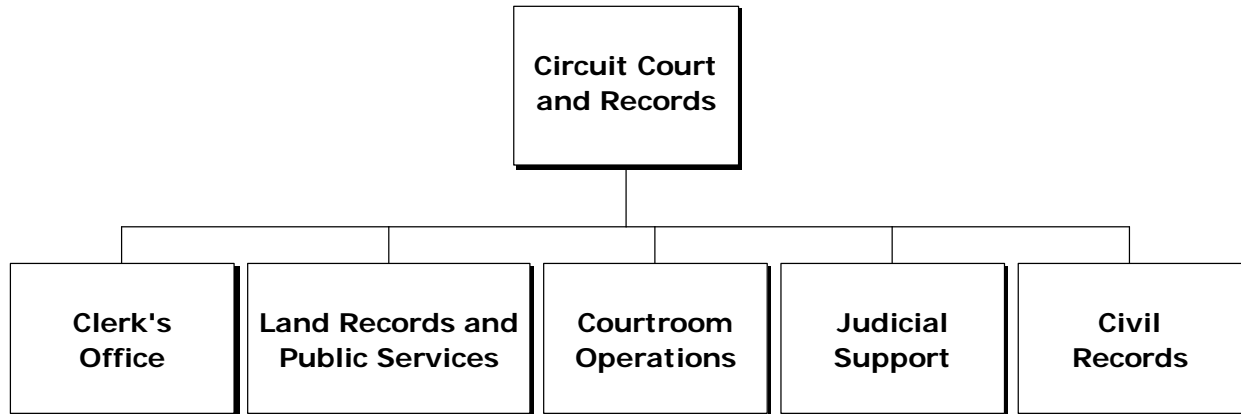 Circuit Court
and Records
Clerk's
Office
Land Records and
Public Services
Courtroom
Operations
Judicial
Support
Civil
Records